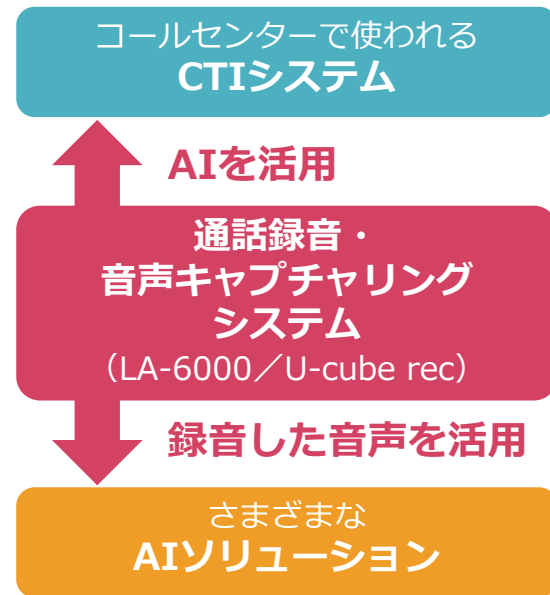 コールセンターで使われる
CTIシステム
AIを活用
通話録音・
音声キャプチャリング
システム
（LA-6000／U-cube rec）
録音した音声を活用
さまざまな
AIソリューション